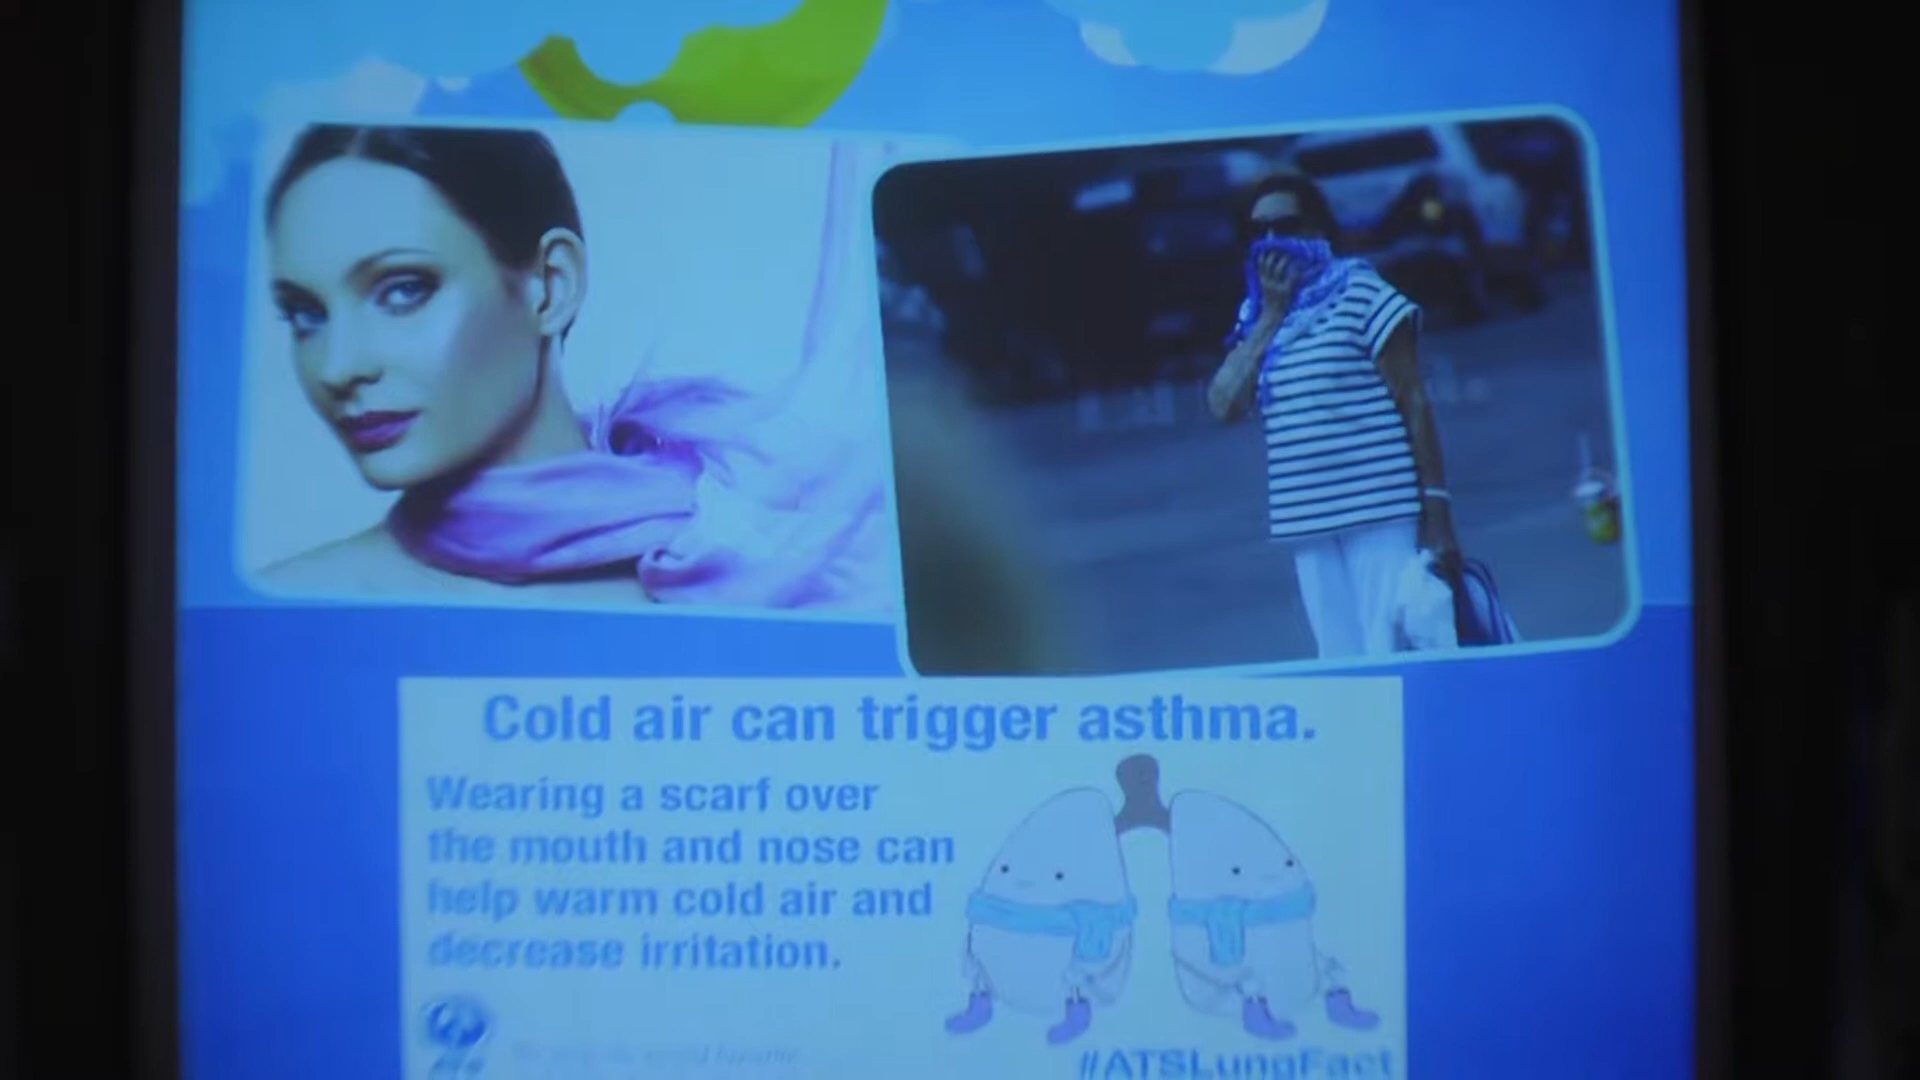 Cold air can trigger asthma.
Wearing a scarf over
the mouth and nose can
help warm cold air and
decrease irritation.
#ATSLungFact